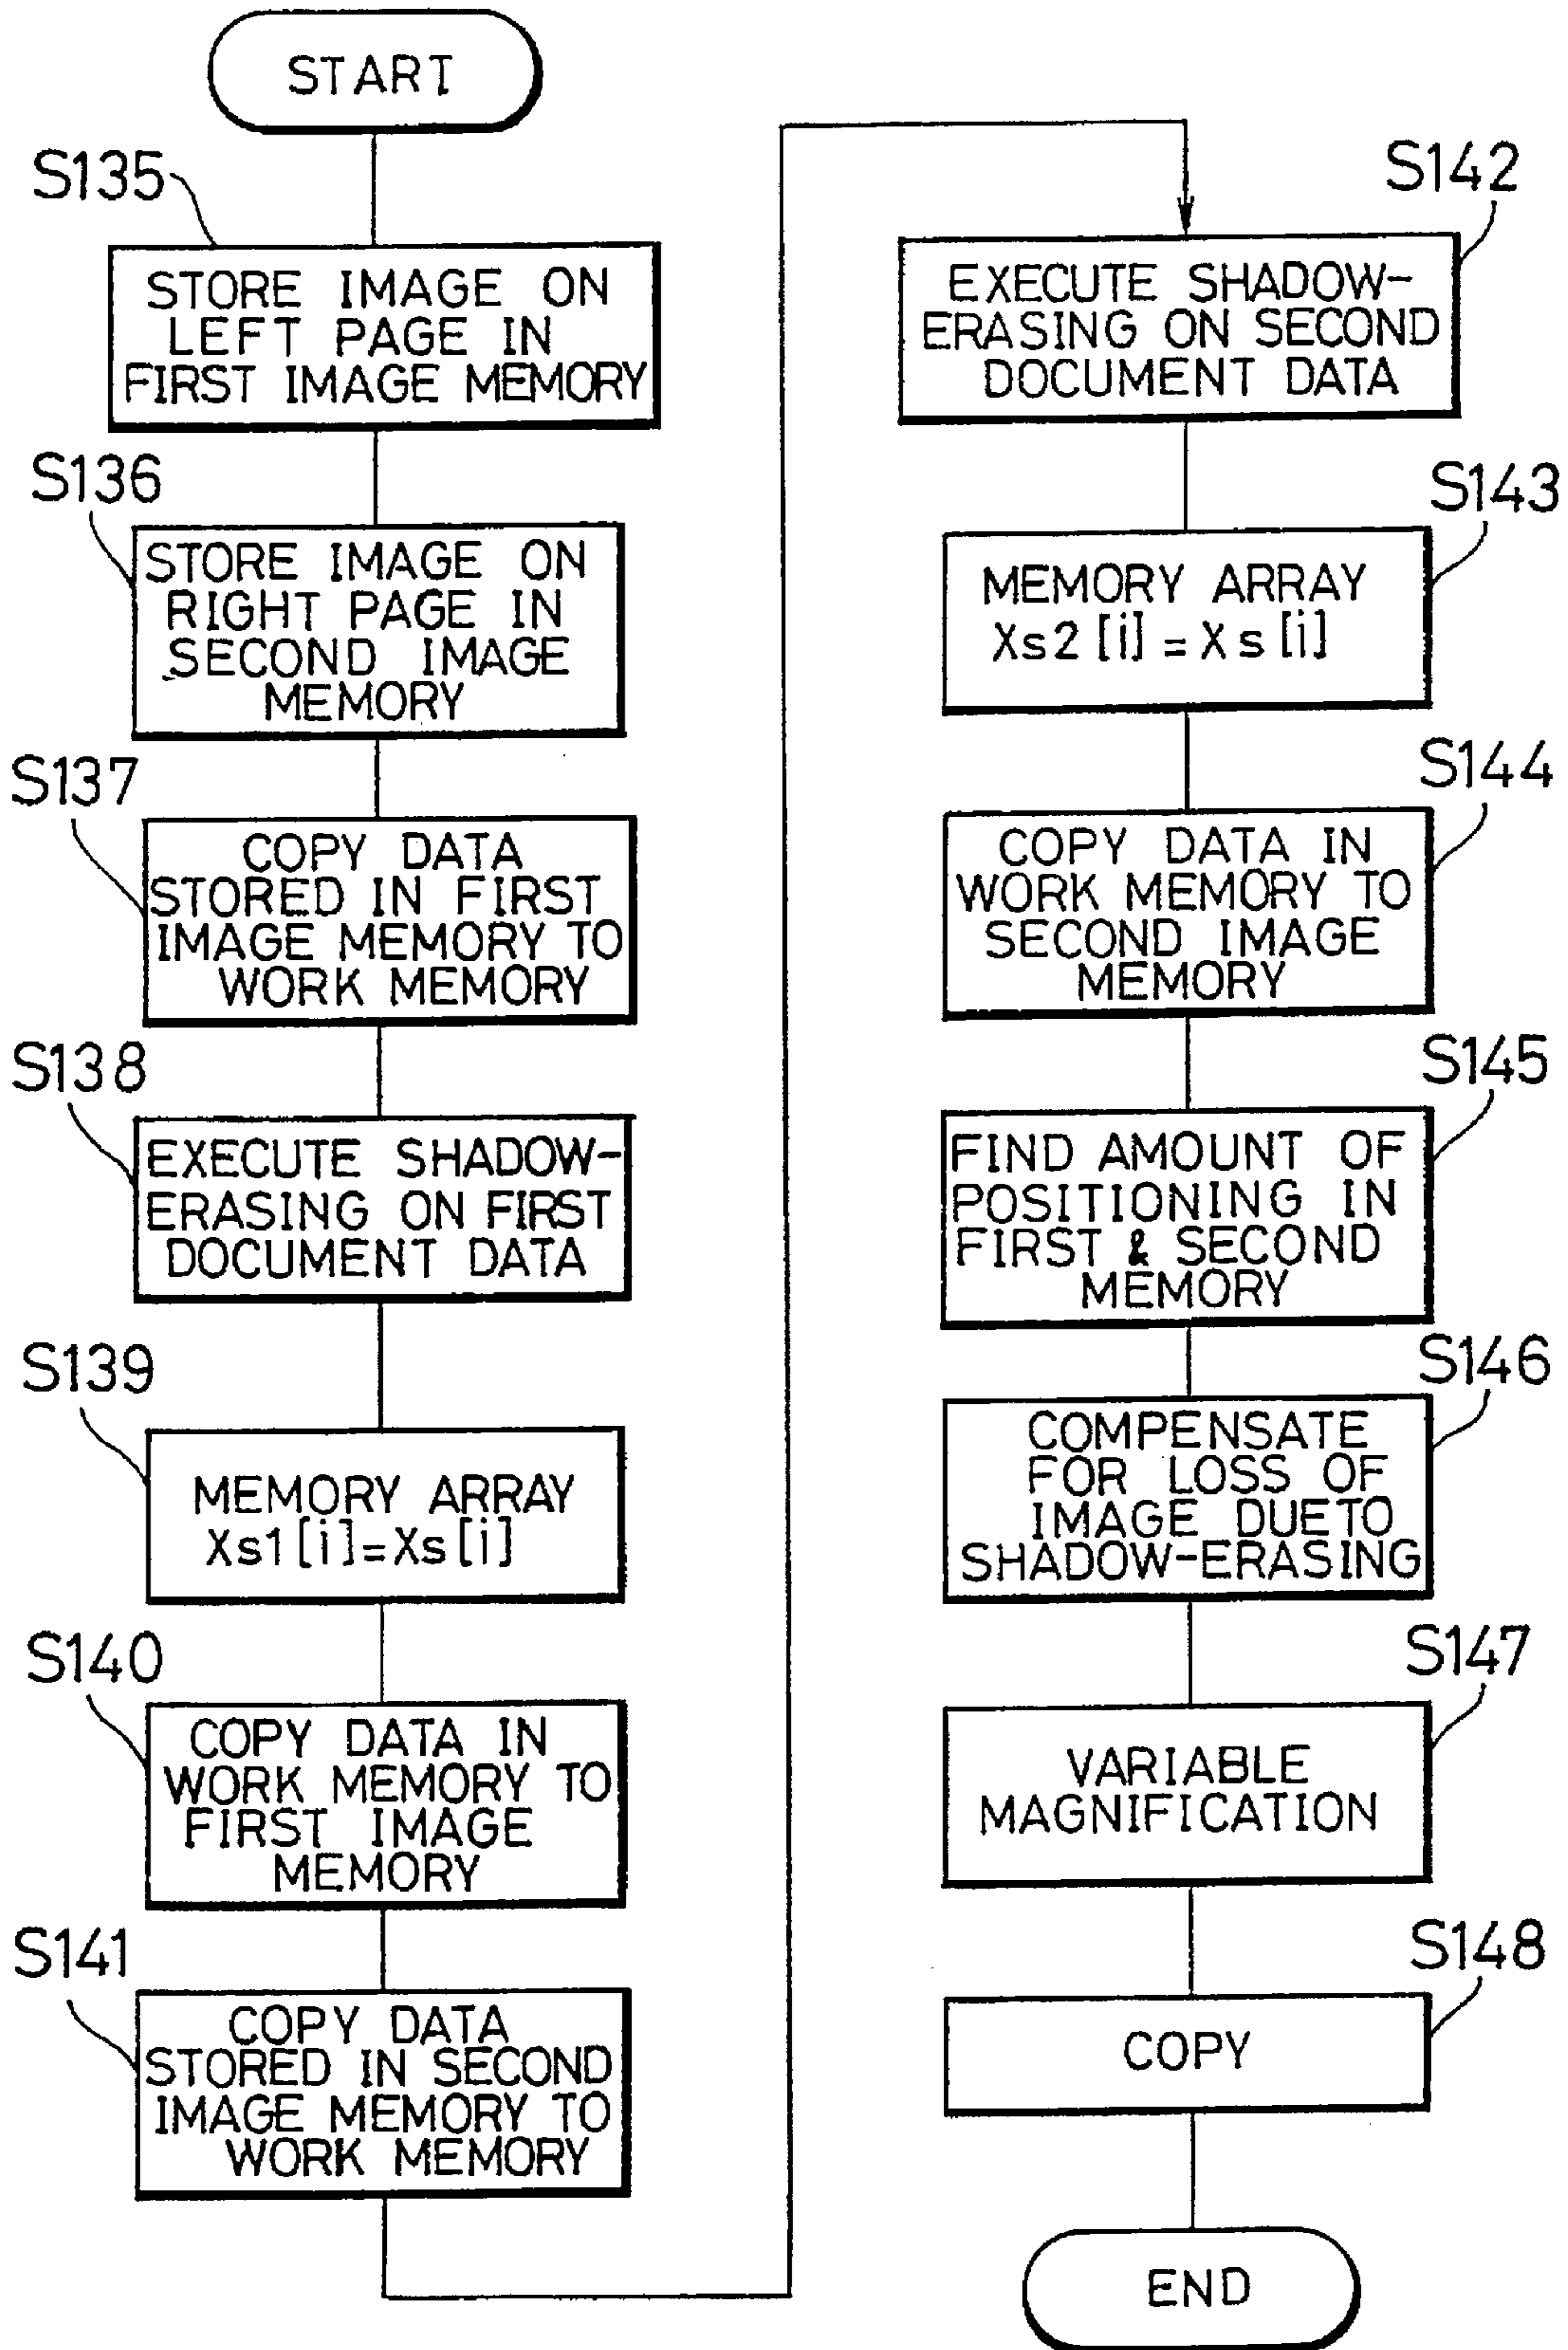 START
S135
STORE IMAGE ON
LEFT PAGE IN
FIRST IMAGE MEMORY
S136
STORE IMAGE ON
RIGHT PAGE IN
SECOND IMAGE
MEMORY
S137
COPY DATA
STORED IN FIRST
IMAGE MEMORY TO
WORK MEMORY
S138
EXECUTE SHADOW-
ERASING ON FIRST
DOCUMENT DATA
S139
MEMORY ARRAY
Xs1[i]=Xs[i]
S140
COPY DATA IN
WORK MEMORY TO
FIRST IMAGE
MEMORY
S141
COPY DATA
STORED IN SECOND
IMAGE MEMORY TO
WORK MEMORY
S142
EXECUTE SHADOW-
ERASING ON SECOND
DOCUMENT DATA
S143
MEMORY ARRAY
Xs2[i]=Xs[i]
S144
COPY DATA IN
WORK MEMORY TO
SECOND IMAGE
MEMORY
S145
FIND AMOUNT OF
POSITIONING IN
FIRST & SECOND
MEMORY
S146
COMPENSATE
FOR LOSS OF
IMAGE DUETO
SHADOW-ERASING
S147
VARIABLE
MAGNIFICATION
S148
COPY
END